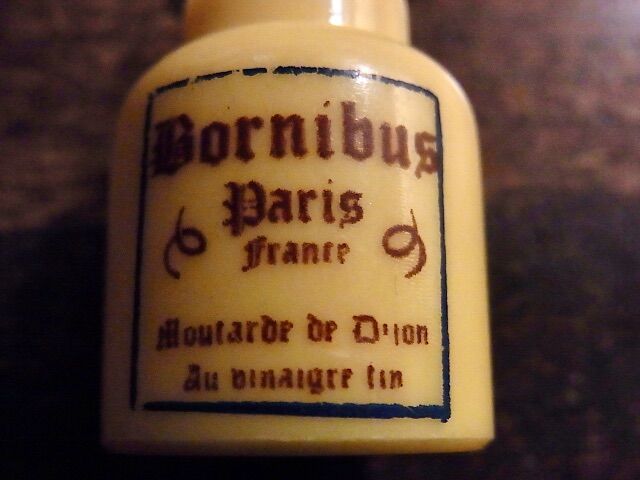 Bornibus
Paris
France
Moutarde de Dijon
Au vinaigre fin